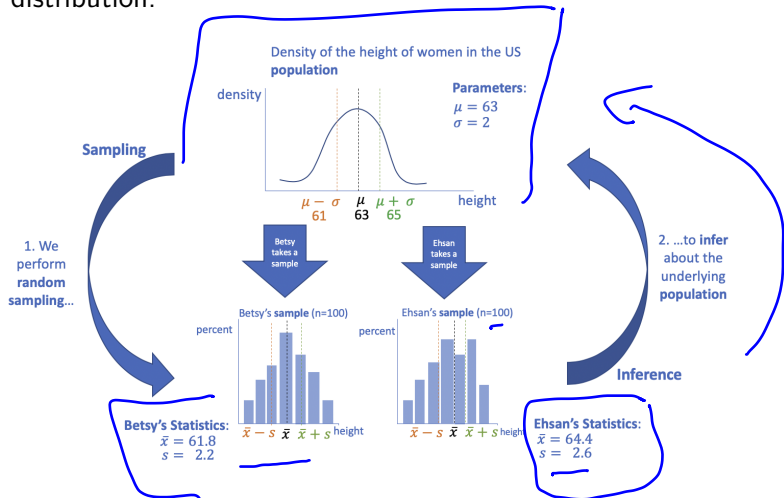 distribution.
Density of the height of women in the US
population
density
Parameters:
μ = 63
σ = 2
Sampling
μ − σ μ μ + σ height
61 63 65
1. We
perform
random
sampling...
Betsy
takes a
sample
Ehsan
takes a
sample
2. ...to infer
about the
underlying
population
Betsy's sample (n=100)
percent
Ehsan's sample (n=100)
percent
Inference
Betsy's Statistics:
x̄ = 61.8
s = 2.2
x̄ − s x̄ x̄ + s height
x̄ − s x̄ x̄ + s height
Ehsan's Statistics:
x̄ = 64.4
s = 2.6